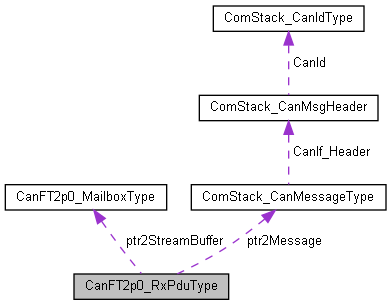 ComStack_CanIdType
CanId
ComStack_CanMsgHeader
CanIf_Header
CanFT2p0_MailboxType
ComStack_CanMessageType
ptr2StreamBuffer
ptr2Message
CanFT2p0_RxPduType